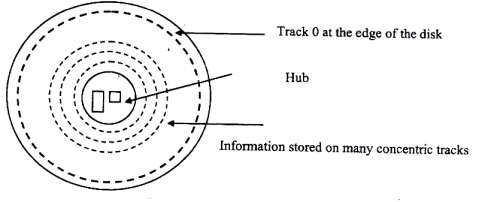 Track 0 at the edge of the disk
Hub
Information stored on many concentric tracks